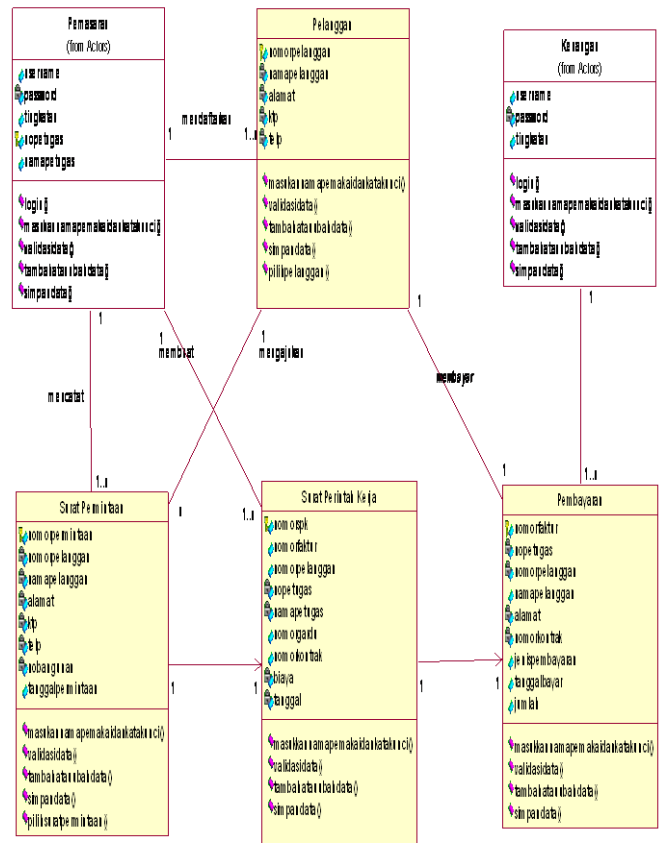 Pemasaran
(from Actors)
username
password
tingkatan
nopetugas
namapetugas
login()
masukannamapemakaidankatakunci()
validasidata()
tambahatauubahdata()
simpandata()
Pelanggan
nomorpelanggan
namapelanggan
alamat
ktp
telp
masukannamapemakaidankatakunci()
validasidata()
tambahatauubahdata()
simpandata()
pilihpelanggan()
Keuangan
(from Actors)
username
password
tingkatan
login()
masukannamapemakaidankatakunci()
validasidata()
tambahatauubahdata()
simpandata()
mendaftarkan
1
1..n
1
1
membuat
1
mengajukan
1
1
mencatat
membayar
1..n
n
1..n
1
1..n
Surat Permintaan
nomorpermintaan
nomorpelanggan
namapelanggan
alamat
ktp
telp
nobangunan
tanggalpermintaan
masukannamapemakaidankatakunci()
validasidata()
tambahatauubahdata()
simpandata()
pilihsuratpermintaan()
1
1
Surat Perintah Kerja
nomorspk
nomorfaktur
nomorpelanggan
nopetugas
namapetugas
nomorgardu
nomorkontrak
biaya
tanggal
masukkannamapemakaidankatakunci()
validasidata()
tambahatauubahdata()
simpandata()
1
1
Pembayaran
nomorfaktur
nopetugas
nomorpelanggan
namapelanggan
alamat
nomorkontrak
jenispembayaran
tanggalbayar
jumlah
masukkannamapemakaidankatakunci()
validasidata()
tambahatauubahdata()
simpandata()